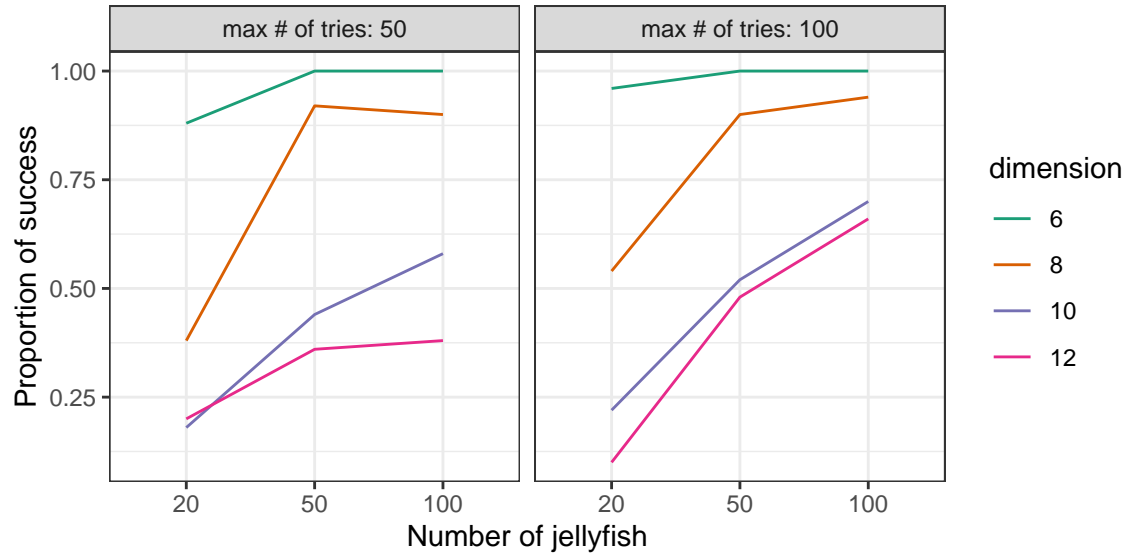 max # of tries: 50
max # of tries: 100
1.00
0.75
0.50
0.25
Proportion of success
20
50
100
20
50
100
Number of jellyfish
dimension
6
8
10
12